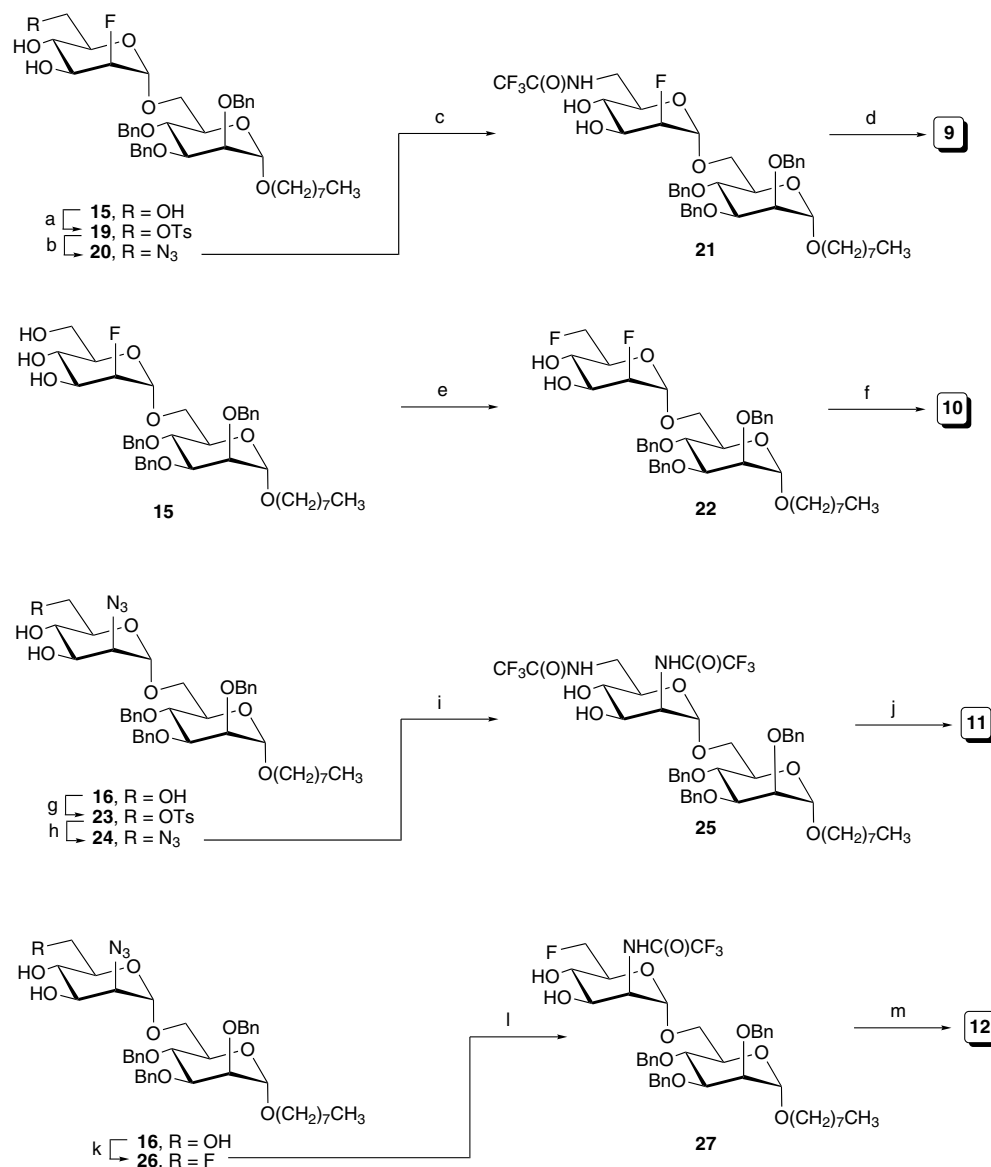 R
F
HO
HO
O
O
OBn
BnO
BnO
O
O(CH2)7CH3
a
15, R = OH
19, R = OTs
b
20, R = N3
c
CF3C(O)NH
F
HO
HO
O
O
OBn
BnO
BnO
O
O(CH2)7CH3
21
d
9
HO
F
HO
HO
O
O
OBn
BnO
BnO
O
O(CH2)7CH3
15
e
F
F
HO
HO
O
O
OBn
BnO
BnO
O
O(CH2)7CH3
22
f
10
R
N3
HO
HO
O
O
OBn
BnO
BnO
O
O(CH2)7CH3
g
16, R = OH
23, R = OTs
h
24, R = N3
i
CF3C(O)NH
NHC(O)CF3
HO
HO
O
O
OBn
BnO
BnO
O
O(CH2)7CH3
25
j
11
R
N3
HO
HO
O
O
OBn
BnO
BnO
O
O(CH2)7CH3
k
16, R = OH
26, R = F
l
F
NHC(O)CF3
HO
HO
O
O
OBn
BnO
BnO
O
O(CH2)7CH3
27
m
12